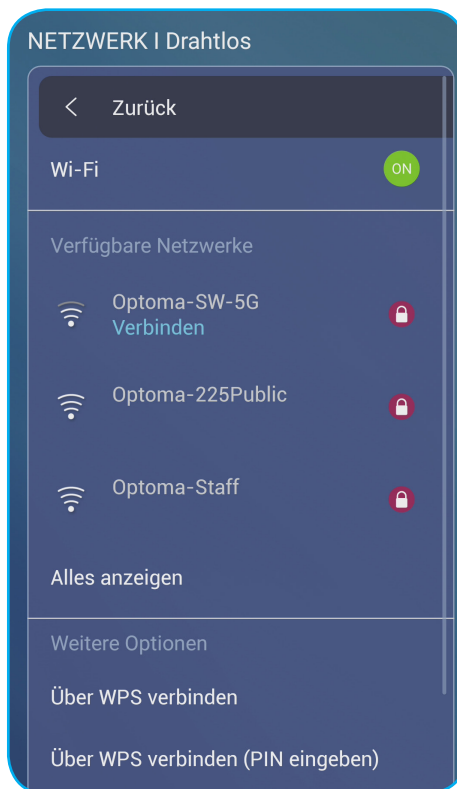 NETZWERK I Drahtlos
Zurück
Wi-Fi
ON
Verfügbare Netzwerke
Optoma-SW-5G
Verbinden
Optoma-225Public
Optoma-Staff
Alles anzeigen
Weitere Optionen
Über WPS verbinden
Über WPS verbinden (PIN eingeben)